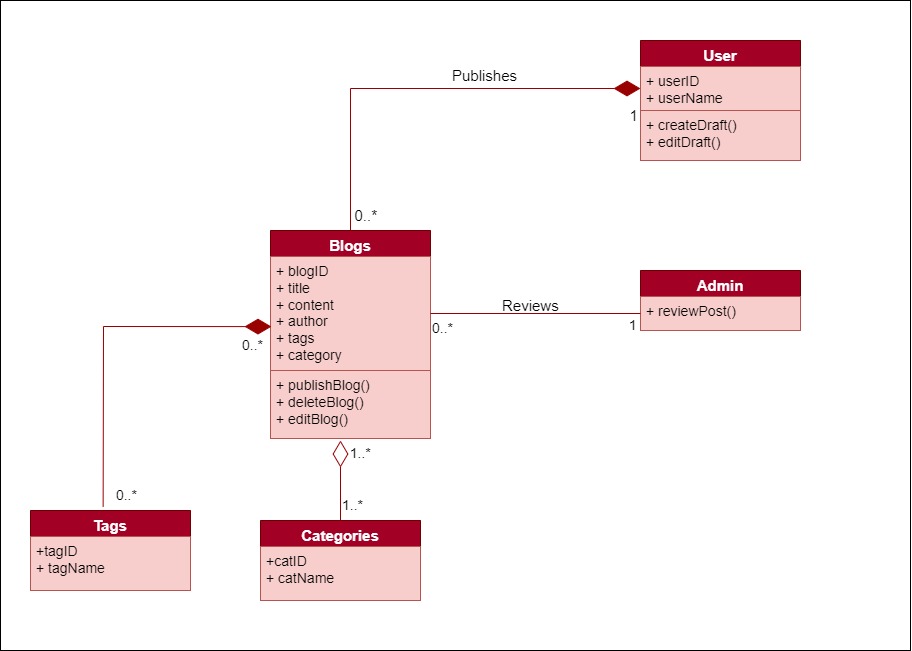 User
+ userID
+ userName
+ createDraft()
+ editDraft()
Publishes
1
0..*
Blogs
+ blogID
+ title
+ content
+ author
+ tags
+ category
+ publishBlog()
+ deleteBlog()
+ editBlog()
Reviews
0..*
1
Admin
+ reviewPost()
0..*
0..*
1..*
1..*
Tags
+tagID
+ tagName
Categories
+catID
+ catName